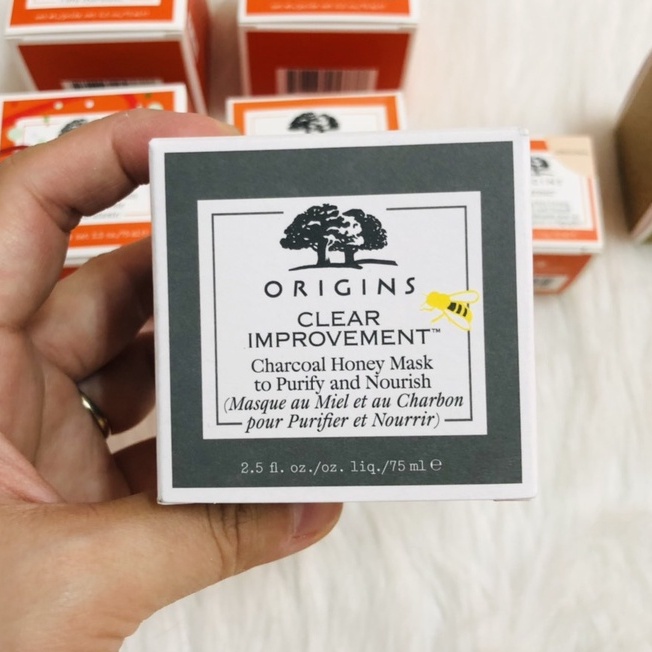 ORIGINS
CLEAR
IMPROVEMENT™
Charcoal Honey Mask
to Purify and Nourish
(Masque au Miel et au Charbon
pour Purifier et Nourrir)
2.5 fl. oz./oz. liq./75 ml ℮